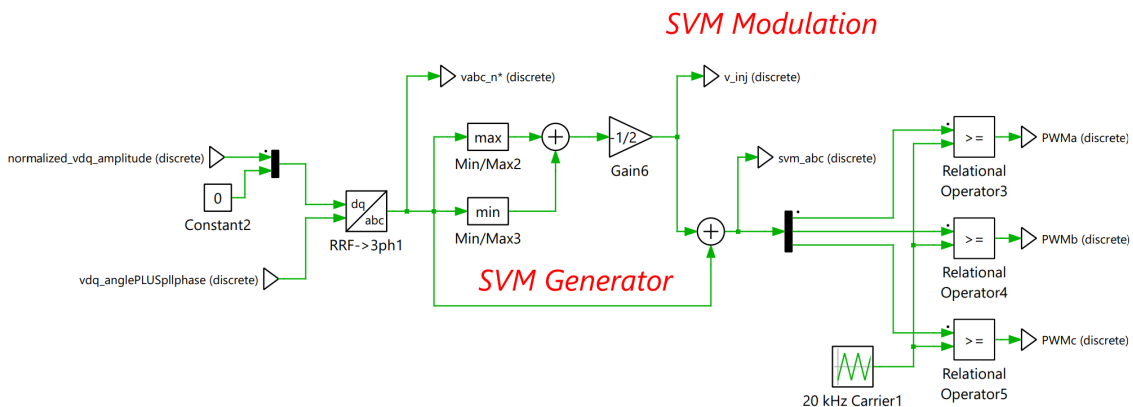 SVM Modulation
vabc_n* (discrete)
v_inj (discrete)
normalized_vdq_amplitude (discrete)
max
Min/Max2
-1/2
Gain6
>=
PWMa (discrete)
Relational
Operator3
svm_abc (discrete)
0
Constant2
dq
abc
RRF->3ph1
min
Min/Max3
>=
PWMb (discrete)
Relational
Operator4
vdq_anglePLUSpllphase (discrete)
SVM Generator
>=
PWMc (discrete)
Relational
Operator5
20 kHz Carrier1